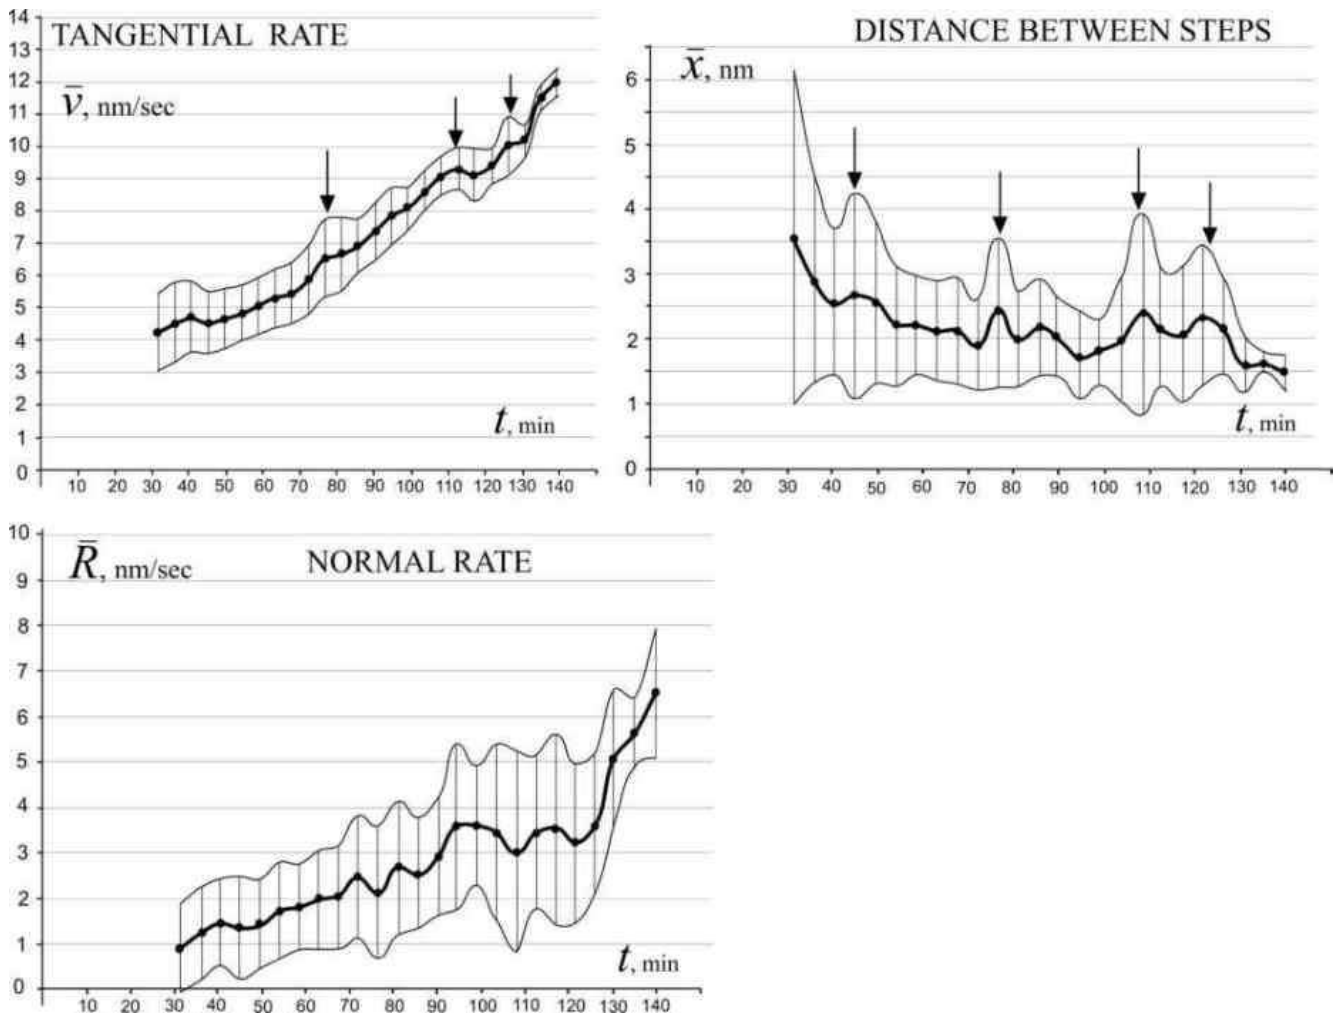 TANGENTIAL RATE
v̅, nm/sec
14
13
12
11
10
9
8
7
6
5
4
3
2
1
0
t, min
10 20 30 40 50 60 70 80 90 100 110 120 130 140
DISTANCE BETWEEN STEPS
x̅, nm
6
5
4
3
2
1
0
t, min
10 20 30 40 50 60 70 80 90 100 110 120 130 140
NORMAL RATE
R̅, nm/sec
10
9
8
7
6
5
4
3
2
1
0
t, min
10 20 30 40 50 60 70 80 90 100 110 120 130 140